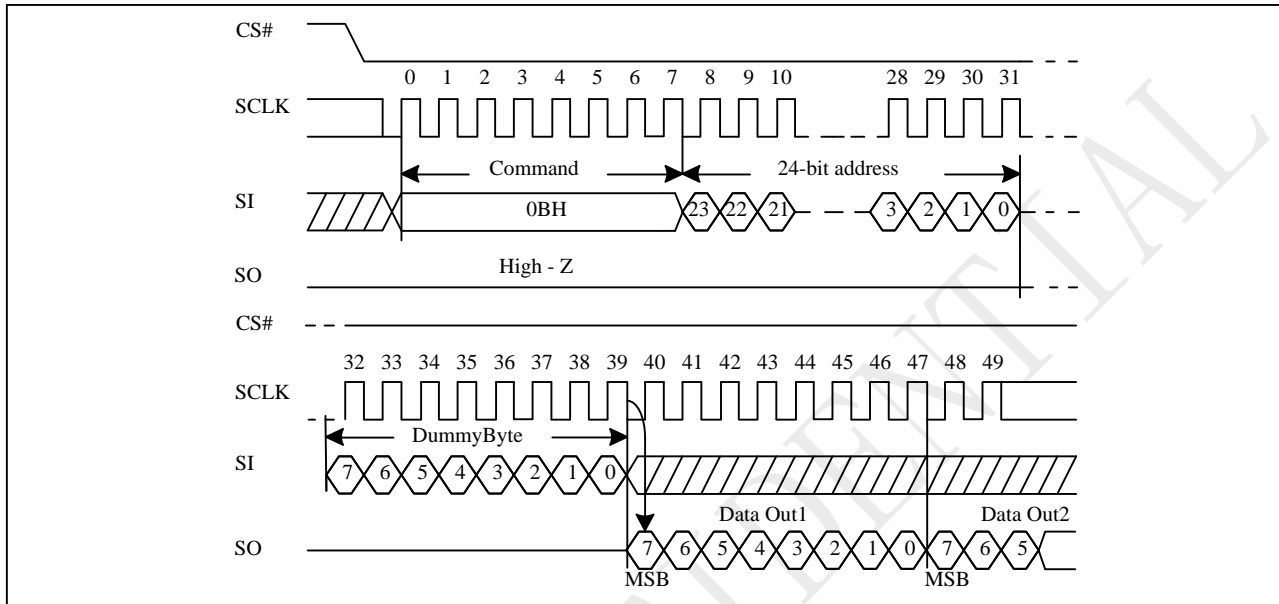 CS#
0 1 2 3 4 5 6 7 8 9 10 28 29 30 31
SCLK
Command 24-bit address
SI 0BH 23 22 21 3 2 1 0
SO High - Z
CS#
32 33 34 35 36 37 38 39 40 41 42 43 44 45 46 47 48 49
SCLK
DummyByte
SI 7 6 5 4 3 2 1 0
Data Out1 Data Out2
SO 7 6 5 4 3 2 1 0 7 6 5
MSB MSB